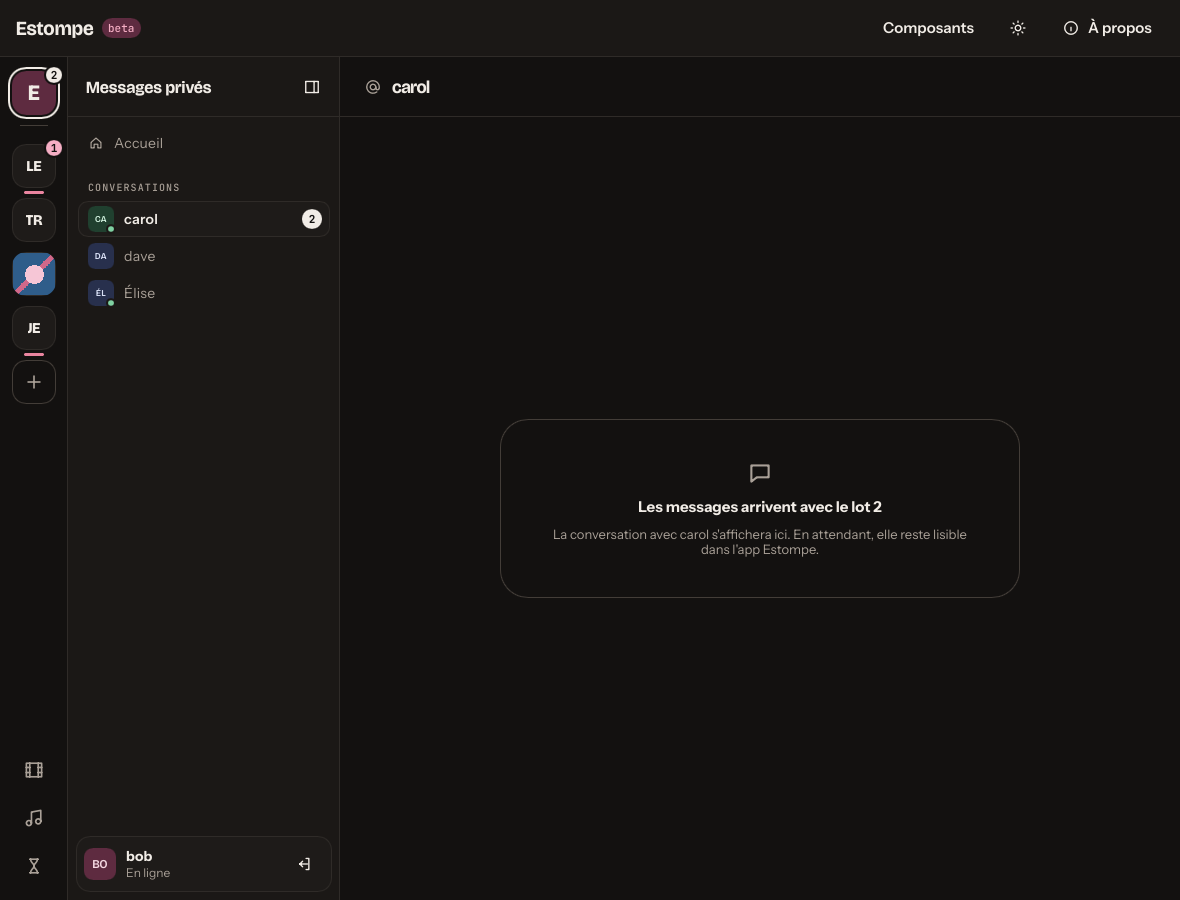 Estompe beta
Composants
À propos
E
2
LE
1
TR
JE
Messages privés
Accueil
CONVERSATIONS
CA carol 2
DA dave
ÉL Élise
BO bob
En ligne
carol
Les messages arrivent avec le lot 2
La conversation avec carol s'affichera ici. En attendant, elle reste lisible
dans l'app Estompe.